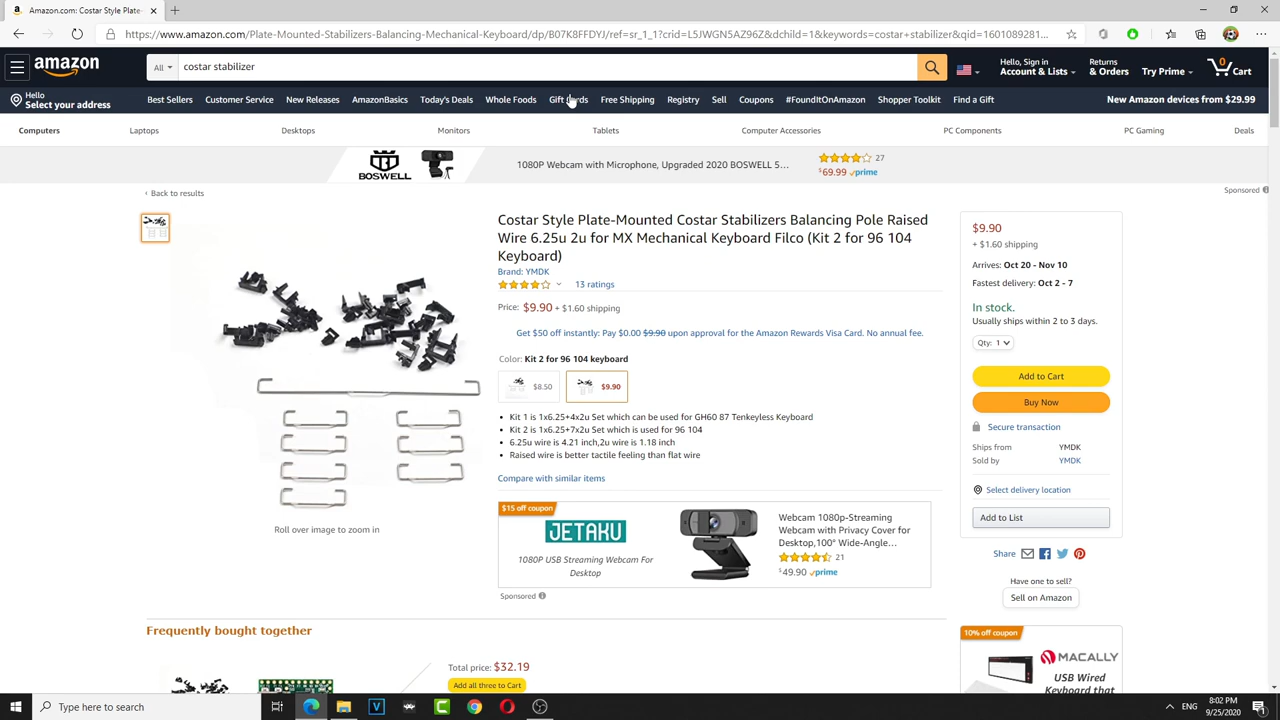 Amazon.com: Costar Style Plate-
https://www.amazon.com/Plate-Mounted-Stabilizers-Balancing-Mechanical-Keyboard/dp/B07K8FFDYJ/ref=sr_1_1?crid=L5JWGN5AZ96Z&dchild=1&keywords=costar+stabilizer&qid=1601089281...
amazon
All
costar stabilizer
Hello, Sign in
Account & Lists
Returns
& Orders
Try Prime
0
Cart
Hello
Select your address
Best Sellers
Customer Service
New Releases
AmazonBasics
Today's Deals
Whole Foods
Gift Cards
Free Shipping
Registry
Sell
Coupons
#FoundItOnAmazon
Shopper Toolkit
Find a Gift
New Amazon devices from $29.99
Computers
Laptops
Desktops
Monitors
Tablets
Computer Accessories
PC Components
PC Gaming
Deals
BOSWELL
1080P Webcam with Microphone, Upgraded 2020 BOSWELL 5...
27
$69.99 prime
Sponsored
‹ Back to results
Costar Style Plate-Mounted Costar Stabilizers Balancing Pole Raised
Wire 6.25u 2u for MX Mechanical Keyboard Filco (Kit 2 for 96 104
Keyboard)
Brand: YMDK
13 ratings
Price: $9.90 + $1.60 shipping
Get $50 off instantly: Pay $0.00 $9.90 upon approval for the Amazon Rewards Visa Card. No annual fee.
Color: Kit 2 for 96 104 keyboard
$8.50
$9.90
• Kit 1 is 1x6.25+4x2u Set which can be used for GH60 87 Tenkeyless Keyboard
• Kit 2 is 1x6.25+7x2u Set which is used for 96 104
• 6.25u wire is 4.21 inch,2u wire is 1.18 inch
• Raised wire is better tactile feeling than flat wire
Compare with similar items
Roll over image to zoom in
$15 off coupon
JETAKU
1080P USB Streaming Webcam For
Desktop
Webcam 1080p-Streaming
Webcam with Privacy Cover for
Desktop,100° Wide-Angle...
21
$49.90 prime
Sponsored
$9.90
+ $1.60 shipping
Arrives: Oct 20 - Nov 10
Fastest delivery: Oct 2 - 7
In stock.
Usually ships within 2 to 3 days.
Qty: 1
Add to Cart
Buy Now
Secure transaction
Ships from YMDK
Sold by YMDK
Select delivery location
Add to List
Share
Have one to sell?
Sell on Amazon
10% off coupon
MACALLY
USB Wired
Keyboard that
Frequently bought together
Total price: $32.19
Add all three to Cart
Type here to search
ENG
8:02 PM
9/25/2020
1